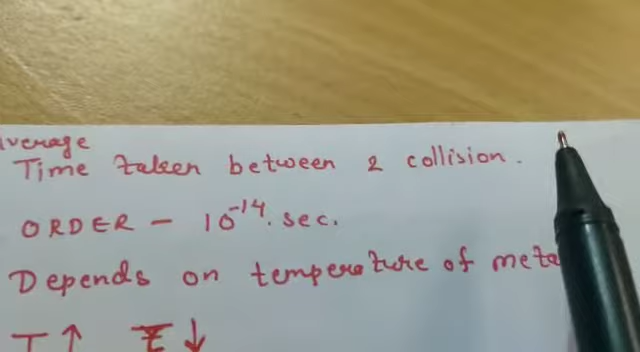 Average
Time taken between 2 collision.
ORDER - 10⁻¹⁴. sec.
Depends on temperature of meta
T↑ τ̅↓